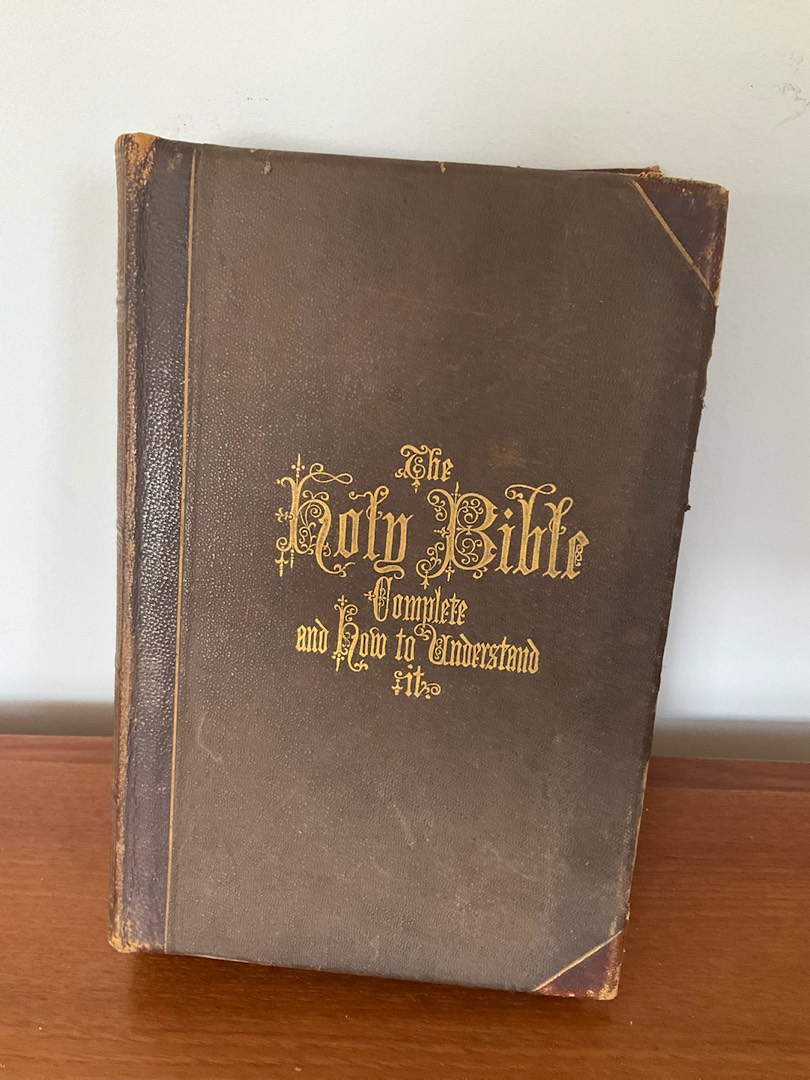 The
Holy Bible
Complete
and How to Understand
it.